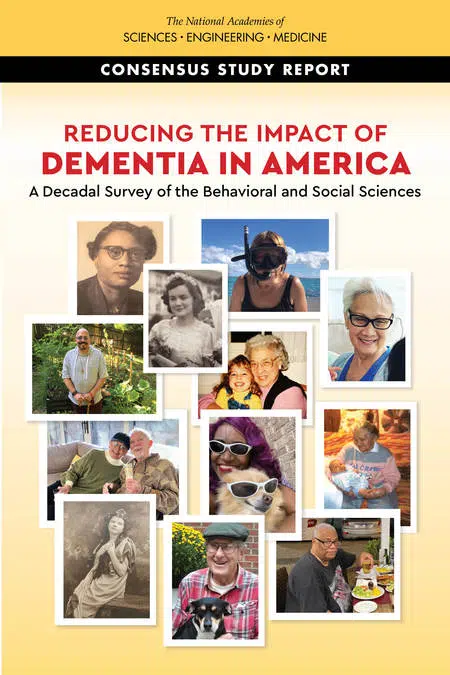 The National Academies of
SCIENCES • ENGINEERING • MEDICINE
CONSENSUS STUDY REPORT
REDUCING THE IMPACT OF
DEMENTIA IN AMERICA
A Decadal Survey of the Behavioral and Social Sciences